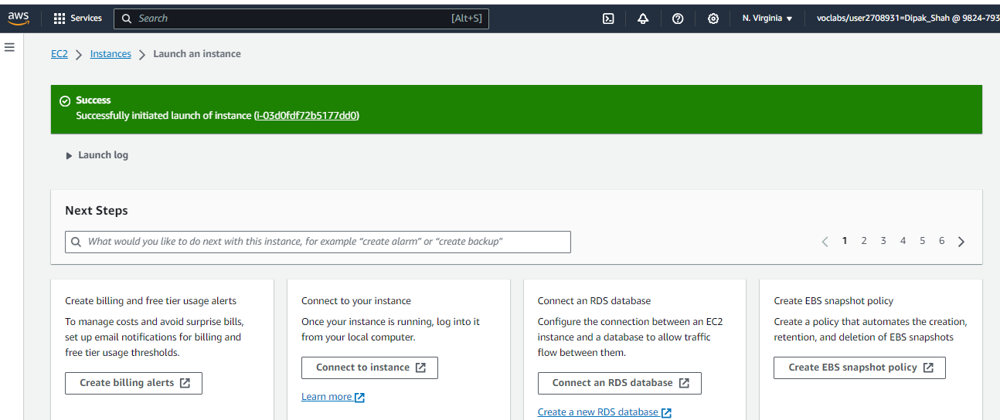 aws
Services
Search [Alt+S]
N. Virginia
voclabs/user2708931=Dipak_Shah @ 9824-793
EC2 Instances Launch an instance
Success
Successfully initiated launch of instance (i-03d0fdf72b5177dd0)
Launch log
Next Steps
What would you like to do next with this instance, for example “create alarm” or “create backup”
1 2 3 4 5 6
Create billing and free tier usage alerts
To manage costs and avoid surprise bills,
set up email notifications for billing and
free tier usage thresholds.
Create billing alerts
Connect to your instance
Once your instance is running, log into it
from your local computer.
Connect to instance
Learn more
Connect an RDS database
Configure the connection between an EC2
instance and a database to allow traffic
flow between them.
Connect an RDS database
Create a new RDS database
Create EBS snapshot policy
Create a policy that automates the creation,
retention, and deletion of EBS snapshots
Create EBS snapshot policy